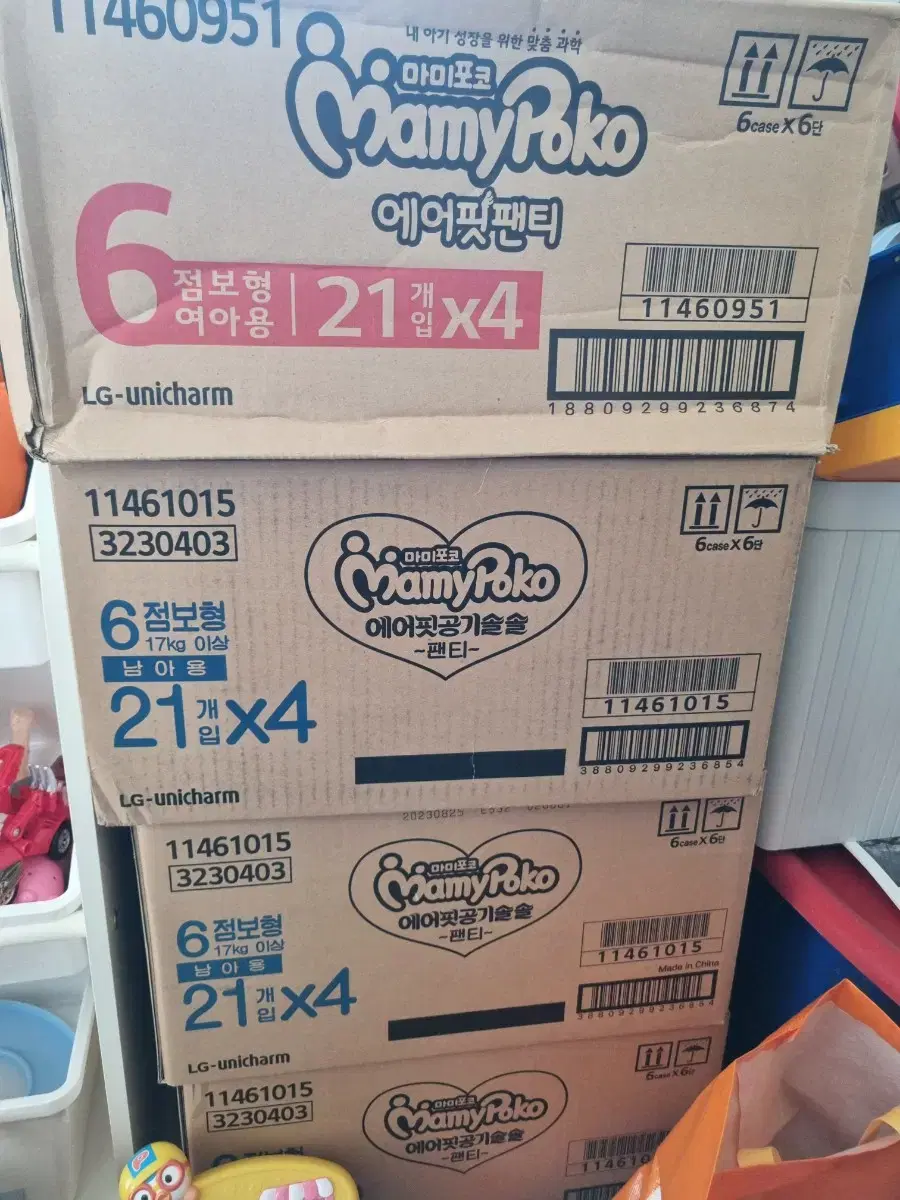 11460951
내 아기 성장을 위한 맞춤 과학
마미포코
MamyPoko
에어핏팬티
6case X 6단
6 점보형 여아용 21개입 x4
11460951
18809299236874
LG-unicharm
11461015
3230403
마미포코
MamyPoko
에어핏공기솔솔
~팬티~
6case X 6단
6 점보형
17kg 이상
남아용
21개입 x4
11461015
38809299236854
LG-unicharm
20230825
11461015
3230403
마미포코
MamyPoko
에어핏공기솔솔
~팬티~
6case X 6단
6 점보형
17kg 이상
남아용
21개입 x4
11461015
Made in China
38809299236854
LG-unicharm
11461015
3230403
마미포코
MamyPoko
에어핏공기솔솔
~팬티~
6case X 6단